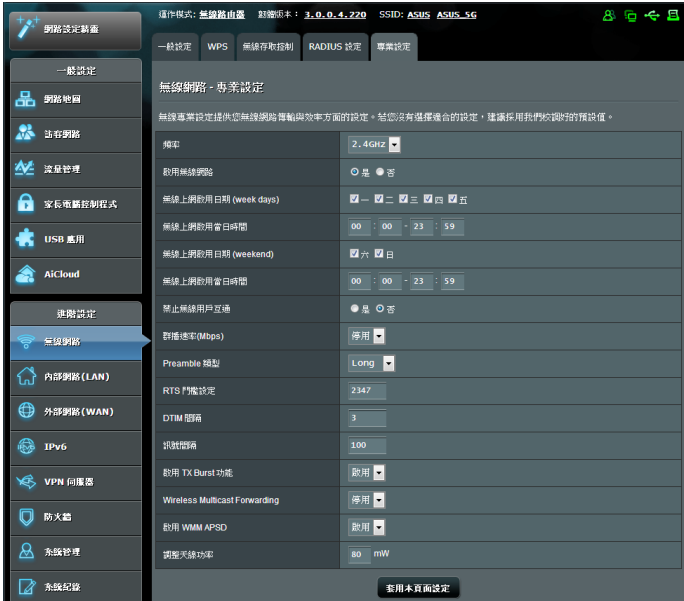 運作模式: 無線路由器 韌體版本: 3.0.0.4.220 SSID: ASUS ASUS_5G
網路設定精靈
一般設定 WPS 無線存取控制 RADIUS 設定 專業設定
一般設定
網路地圖
訪客網路
流量管理
家長電腦控制程式
USB 應用
AiCloud
進階設定
無線網路
內部網路(LAN)
外部網路(WAN)
IPv6
VPN 伺服器
防火牆
系統管理
系統紀錄
無線網路 - 專業設定
無線專業設定提供您無線網路傳輸與效率方面的設定。若您沒有選擇適合的設定，建議採用我們校調好的預設值。
頻率 2.4GHz
啟用無線網路 是 否
無線上網啟用日期 (week days) 一 二 三 四 五
無線上網啟用當日時間 00 : 00 - 23 : 59
無線上網啟用日期 (weekend) 六 日
無線上網啟用當日時間 00 : 00 - 23 : 59
禁止無線用戶互通 是 否
群播速率(Mbps) 停用
Preamble 類型 Long
RTS 門檻設定 2347
DTIM 間隔 3
訊號間隔 100
啟用 TX Burst 功能 啟用
Wireless Multicast Forwarding 停用
啟用 WMM APSD 啟用
調整天線功率 80 mW
套用本頁面設定